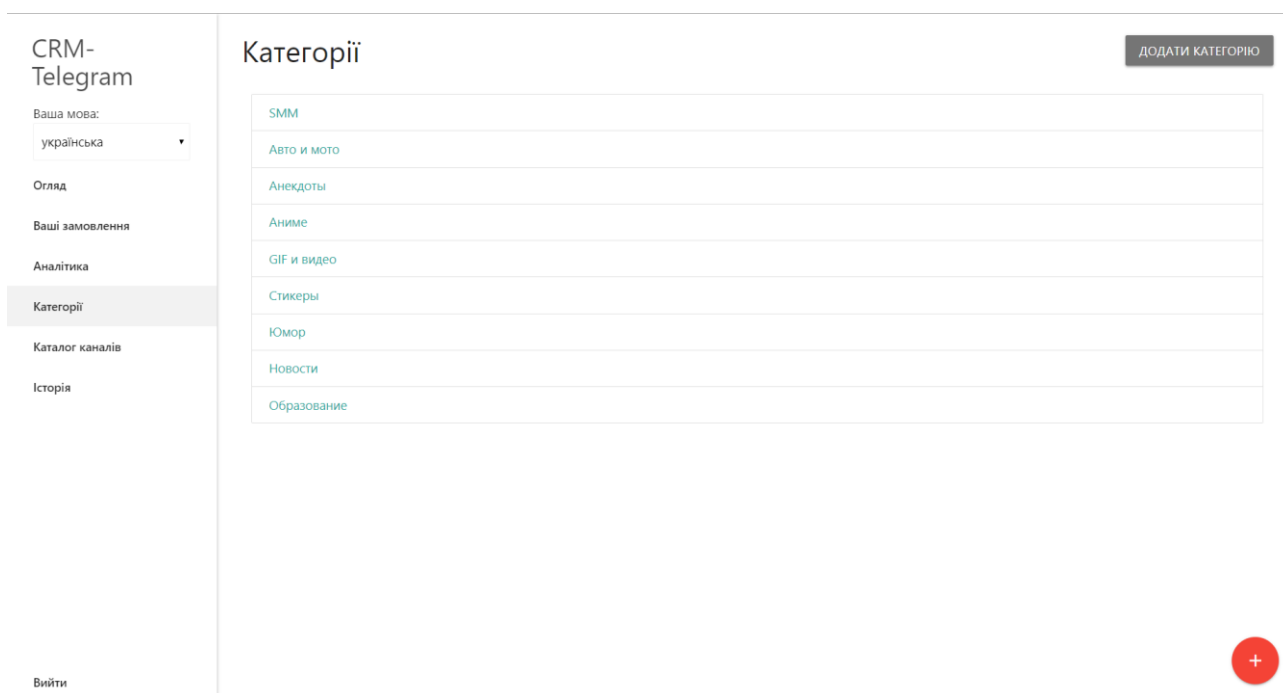 CRM-
Telegram
Ваша мова:
українська
Огляд
Ваші замовлення
Аналітика
Категорії
Каталог каналів
Історія
Вийти
Категорії
ДОДАТИ КАТЕГОРІЮ
SMM
Авто и мото
Анекдоты
Аниме
GIF и видео
Стикеры
Юмор
Новости
Образование
+